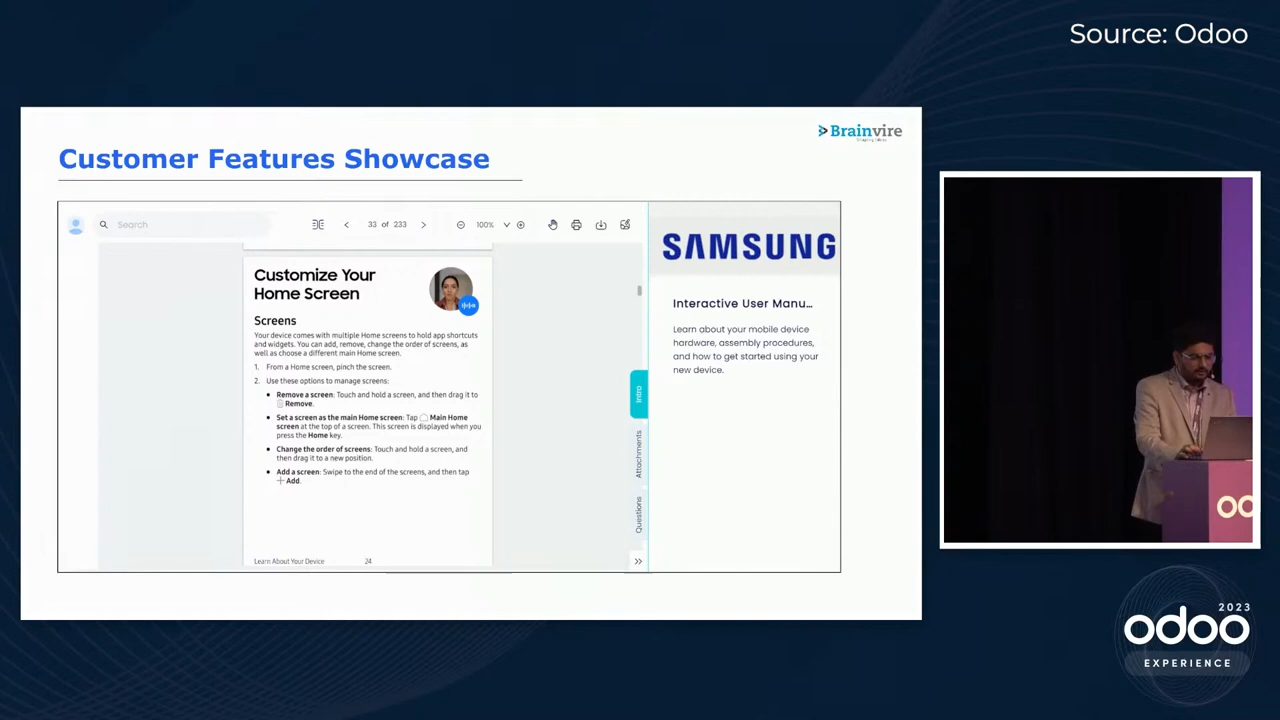 Source: Odoo
Brainvire
Customer Features Showcase
Search
33 of 233
100%
Customize Your
Home Screen
Screens
Your device comes with multiple Home screens to hold app shortcuts
and widgets. You can add, remove, change the order of screens, as
well as choose a different main Home screen.
1. From a Home screen, pinch the screen.
2. Use these options to manage screens:
• Remove a screen: Touch and hold a screen, and then drag it to
Remove.
• Set a screen as the main Home screen: Tap Main Home
screen at the top of a screen. This screen is displayed when you
press the Home key.
• Change the order of screens: Touch and hold a screen, and
then drag it to a new position.
• Add a screen: Swipe to the end of the screens, and then tap
Add.
Learn About Your Device 24
Intro
Attachments
Questions
SAMSUNG
Interactive User Manu...
Learn about your mobile device
hardware, assembly procedures,
and how to get started using your
new device.
2023
odoo
EXPERIENCE